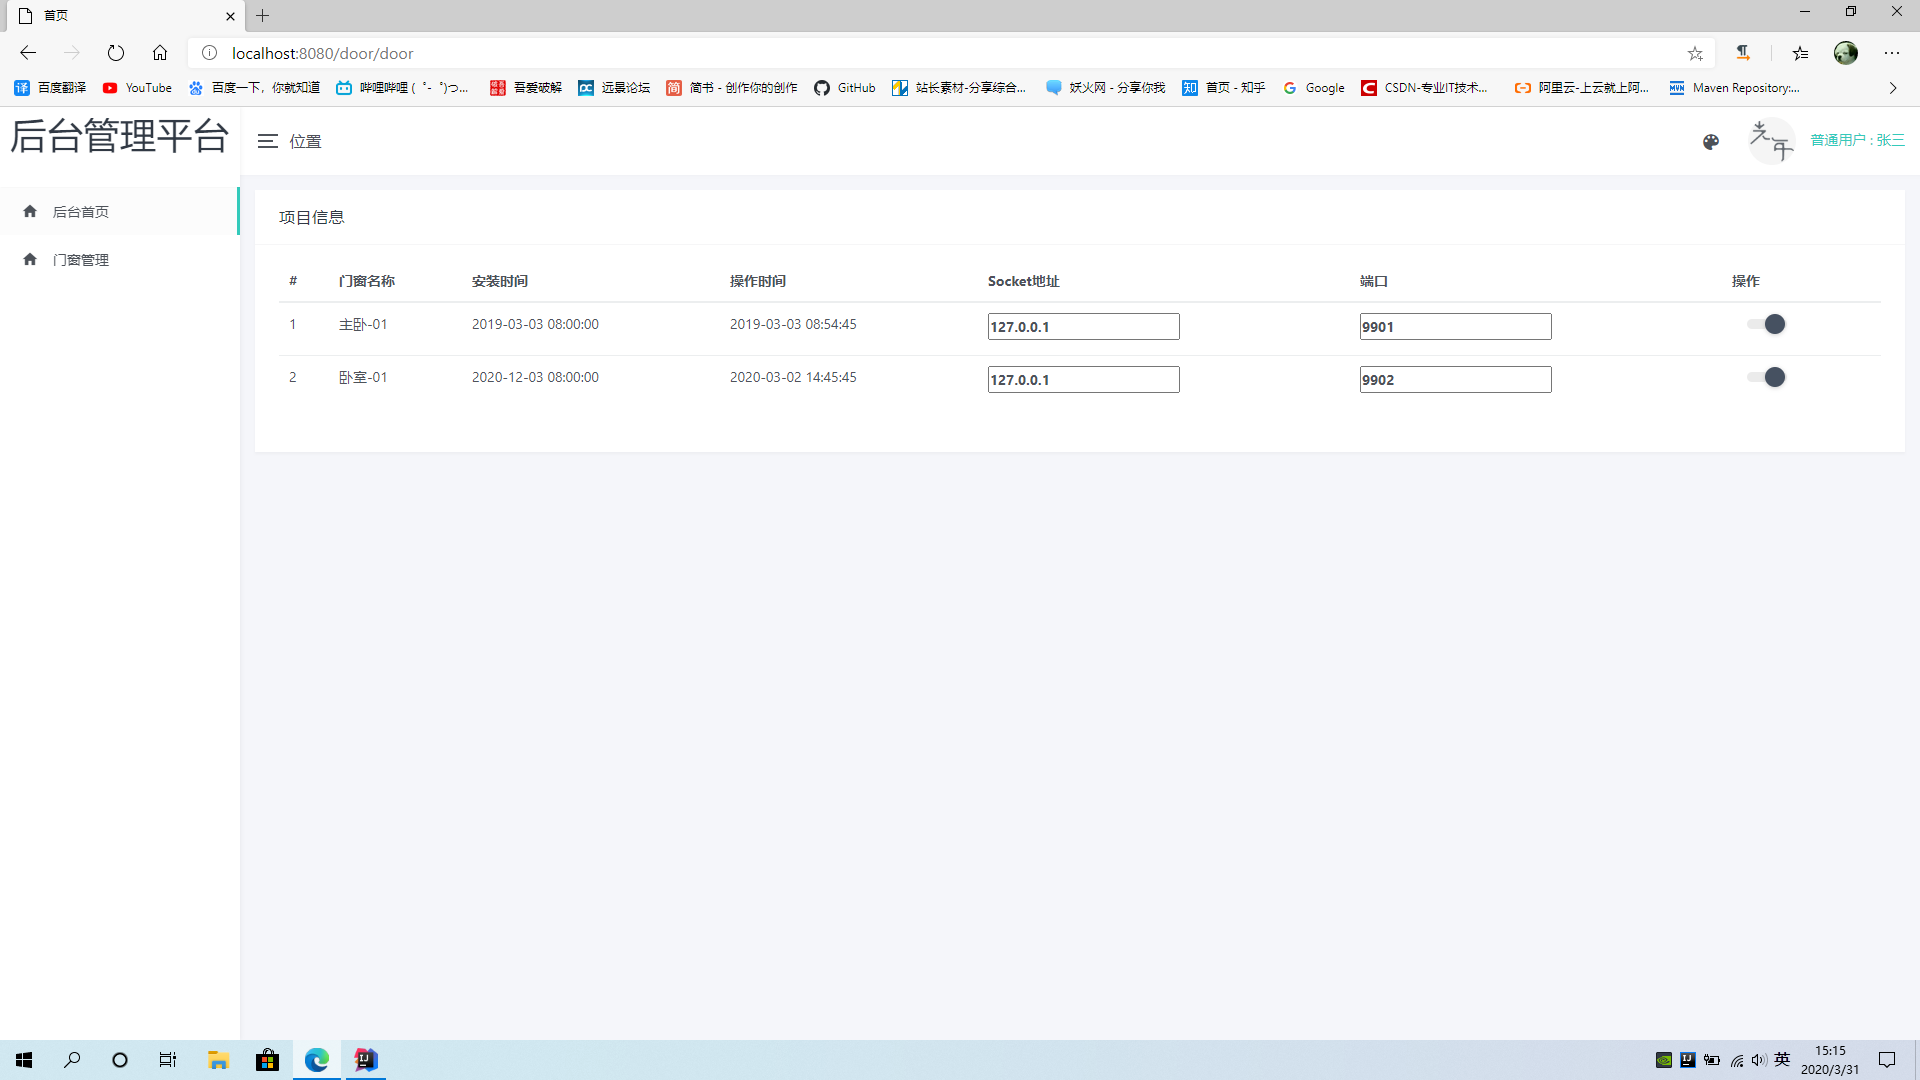 首页
localhost:8080/door/door
百度翻译
YouTube
百度一下，你就知道
哔哩哔哩 (゜-゜)つ...
吾爱破解
远景论坛
简书 - 创作你的创作
GitHub
站长素材-分享综合...
妖火网 - 分享你我
首页 - 知乎
Google
CSDN-专业IT技术...
阿里云-上云就上阿...
Maven Repository:...
后台管理平台
位置
普通用户 : 张三
后台首页
门窗管理
项目信息
# 门窗名称 安装时间 操作时间 Socket地址 端口 操作
1 主卧-01 2019-03-03 08:00:00 2019-03-03 08:54:45 127.0.0.1 9901
2 卧室-01 2020-12-03 08:00:00 2020-03-02 14:45:45 127.0.0.1 9902
英
15:15
2020/3/31